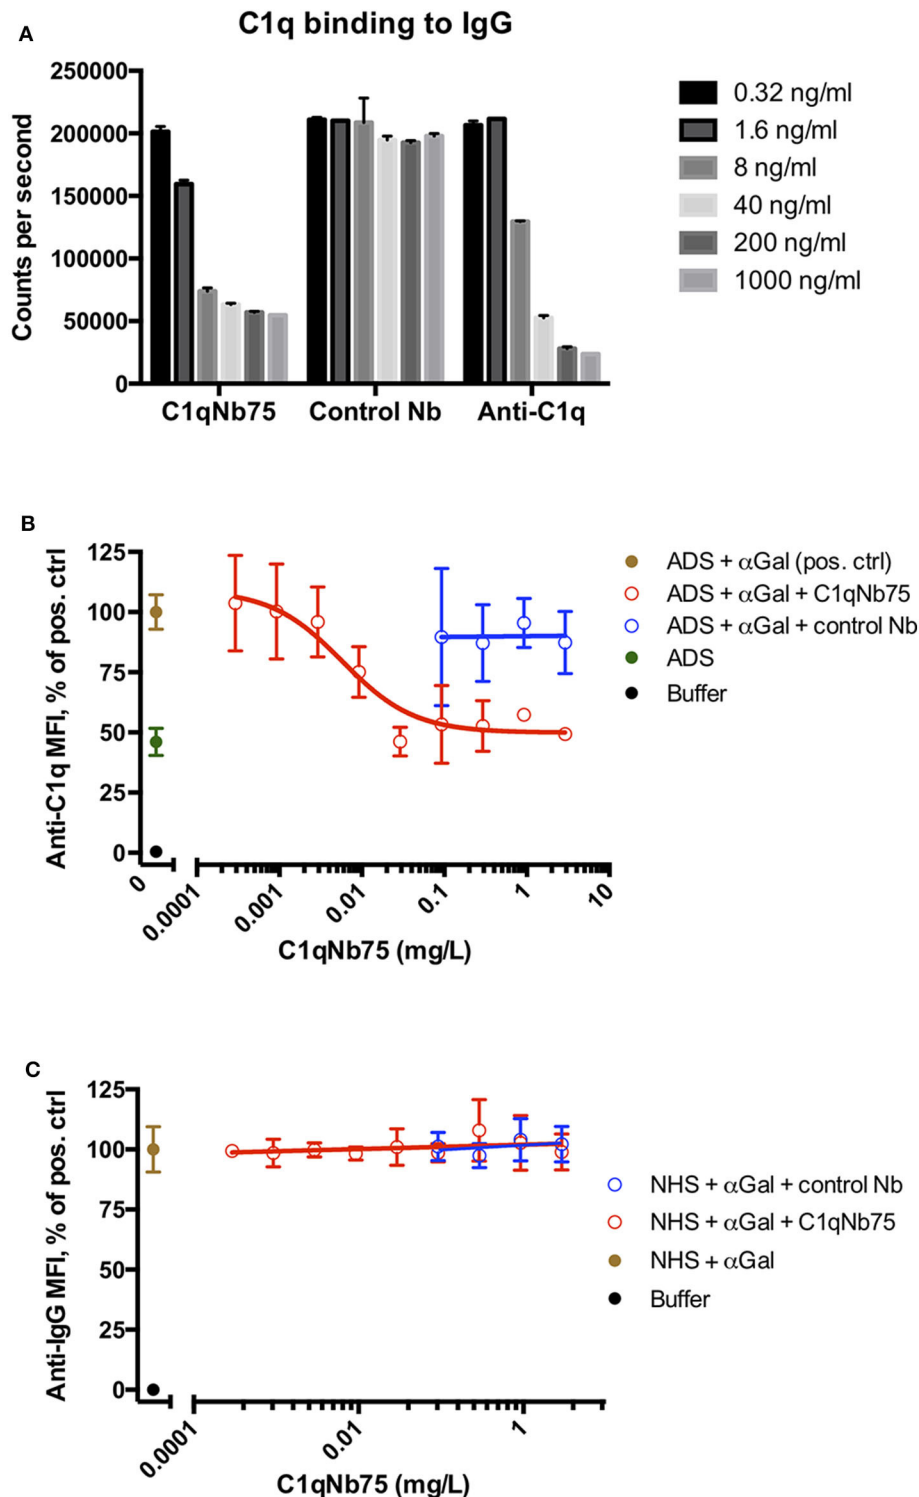 A
C1q binding to IgG
Counts per second
250000
200000
150000
100000
50000
0
C1qNb75
Control Nb
Anti-C1q
0.32 ng/ml
1.6 ng/ml
8 ng/ml
40 ng/ml
200 ng/ml
1000 ng/ml
B
Anti-C1q MFI, % of pos. ctrl
125
100
75
50
25
0
0
0.0001
0.001
0.01
0.1
1
10
C1qNb75 (mg/L)
ADS + αGal (pos. ctrl)
ADS + αGal + C1qNb75
ADS + αGal + control Nb
ADS
Buffer
C
Anti-IgG MFI, % of pos. ctrl
125
100
75
50
25
0
0.0001
0.01
1
C1qNb75 (mg/L)
NHS + αGal + control Nb
NHS + αGal + C1qNb75
NHS + αGal
Buffer